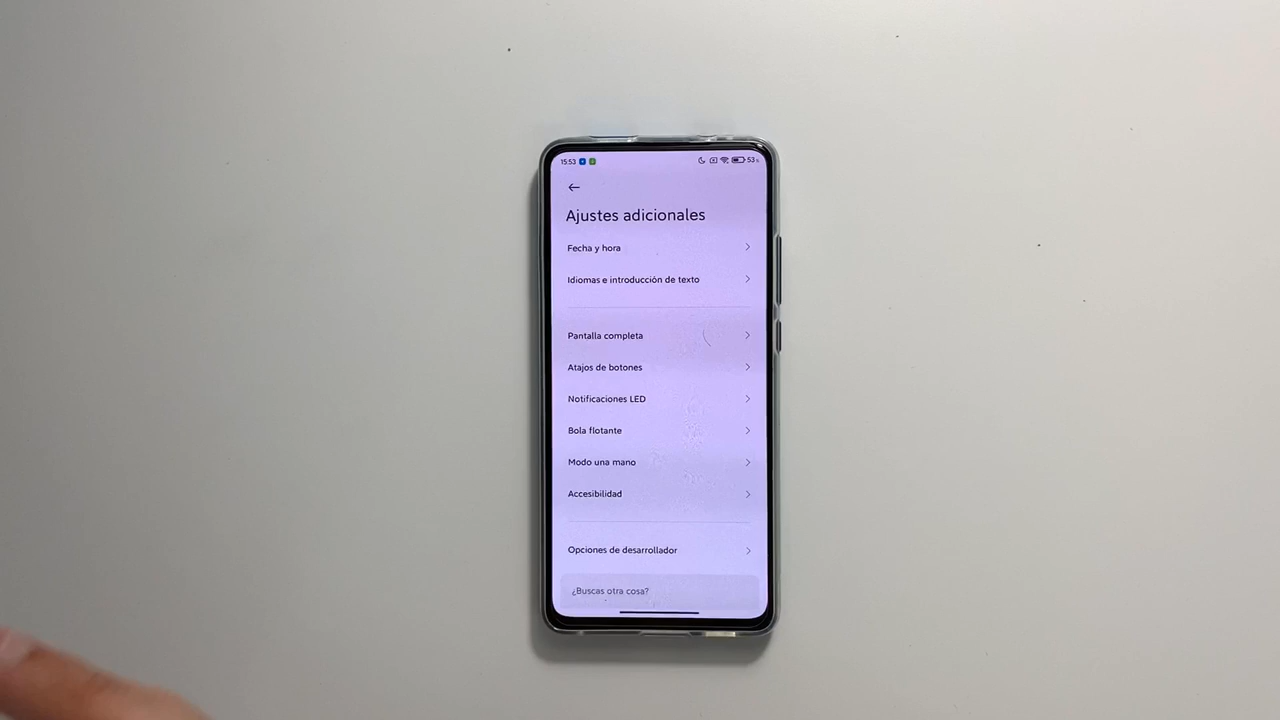 15:53 53%
Ajustes adicionales
Fecha y hora
Idiomas e introducción de texto
Pantalla completa
Atajos de botones
Notificaciones LED
Bola flotante
Modo una mano
Accesibilidad
Opciones de desarrollador
¿Buscas otra cosa?